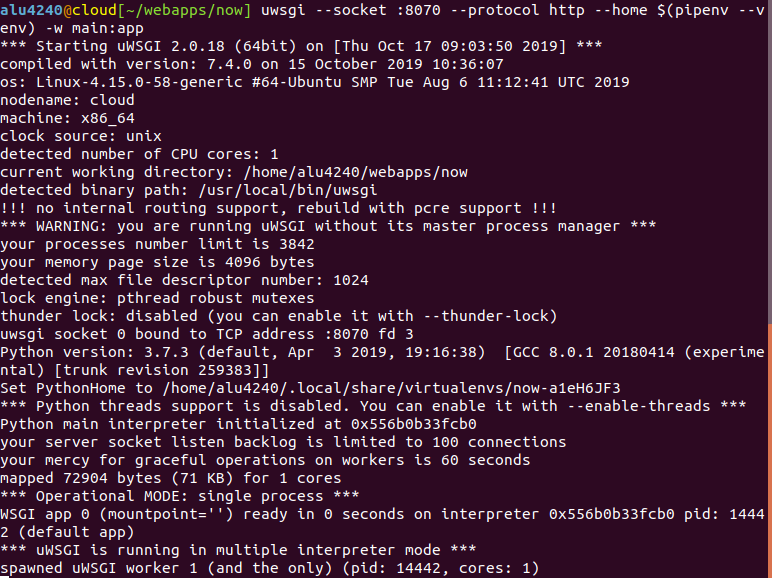 alu4240@cloud[~/webapps/now] uwsgi --socket :8070 --protocol http --home $(pipenv --v
env) -w main:app
*** Starting uWSGI 2.0.18 (64bit) on [Thu Oct 17 09:03:50 2019] ***
compiled with version: 7.4.0 on 15 October 2019 10:36:07
os: Linux-4.15.0-58-generic #64-Ubuntu SMP Tue Aug 6 11:12:41 UTC 2019
nodename: cloud
machine: x86_64
clock source: unix
detected number of CPU cores: 1
current working directory: /home/alu4240/webapps/now
detected binary path: /usr/local/bin/uwsgi
!!! no internal routing support, rebuild with pcre support !!!
*** WARNING: you are running uWSGI without its master process manager ***
your processes number limit is 3842
your memory page size is 4096 bytes
detected max file descriptor number: 1024
lock engine: pthread robust mutexes
thunder lock: disabled (you can enable it with --thunder-lock)
uwsgi socket 0 bound to TCP address :8070 fd 3
Python version: 3.7.3 (default, Apr  3 2019, 19:16:38)  [GCC 8.0.1 20180414 (experime
ntal) [trunk revision 259383]]
Set PythonHome to /home/alu4240/.local/share/virtualenvs/now-a1eH6JF3
*** Python threads support is disabled. You can enable it with --enable-threads ***
Python main interpreter initialized at 0x556b0b33fcb0
your server socket listen backlog is limited to 100 connections
your mercy for graceful operations on workers is 60 seconds
mapped 72904 bytes (71 KB) for 1 cores
*** Operational MODE: single process ***
WSGI app 0 (mountpoint='') ready in 0 seconds on interpreter 0x556b0b33fcb0 pid: 1444
2 (default app)
*** uWSGI is running in multiple interpreter mode ***
spawned uWSGI worker 1 (and the only) (pid: 14442, cores: 1)